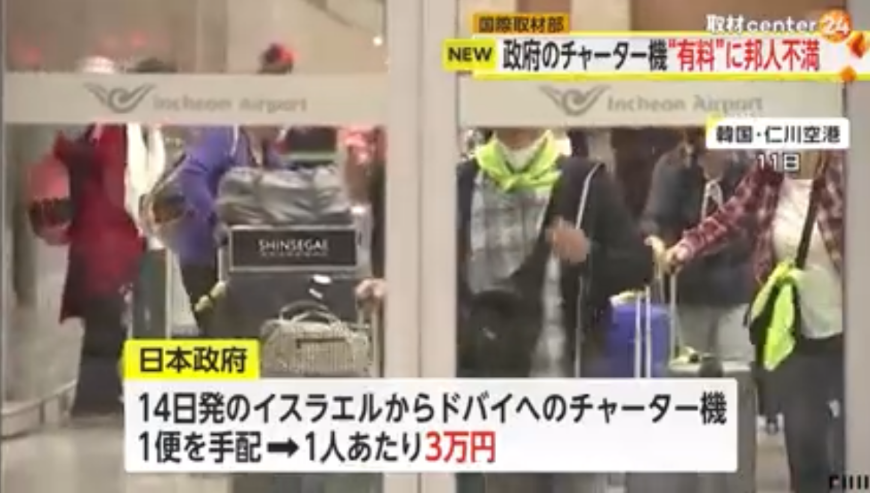 国際取材部
取材center24
NEW 政府のチャーター機“有料”に邦人不満
Incheon Airport
Incheon Airport
韓国・仁川空港
11日
SHINSEGAE
日本政府
14日発のイスラエルからドバイへのチャーター機
1便を手配➡1人あたり3万円